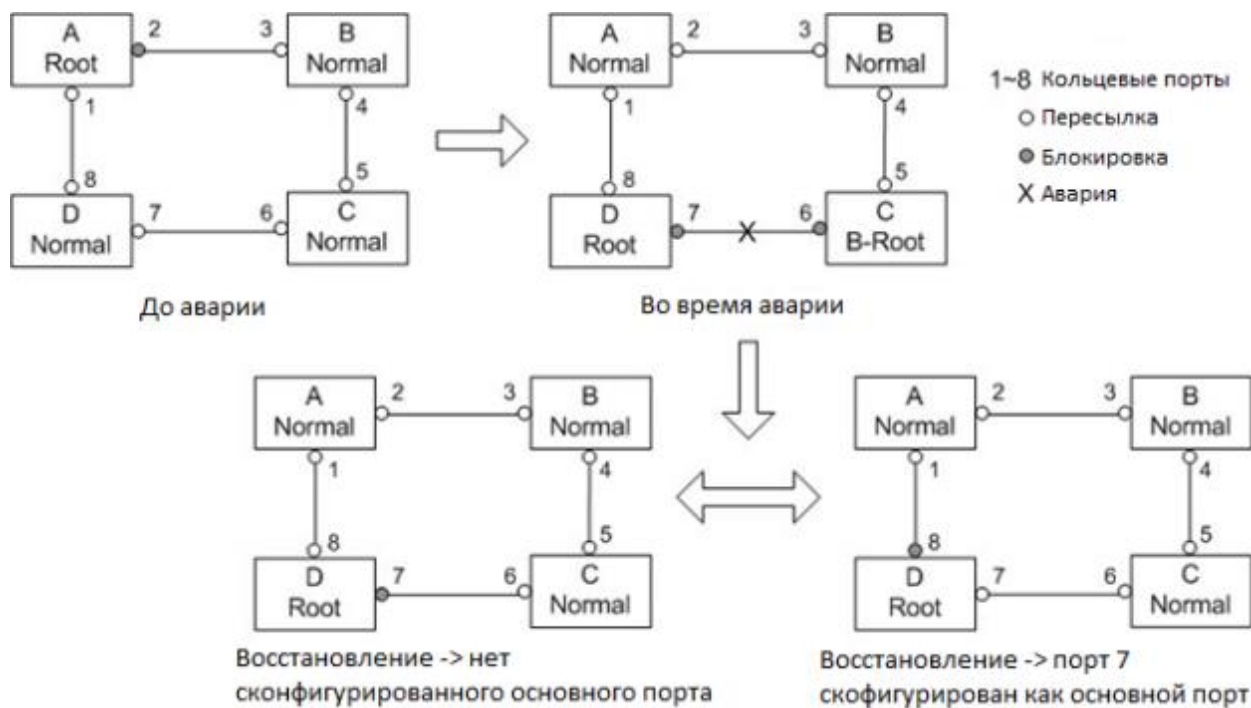 A
Root
2
3
B
Normal
1
4
8
5
D
Normal
7
6
C
Normal
До аварии
A
Normal
2
3
B
Normal
1
4
8
5
D
Root
7
X
6
C
B-Root
Во время аварии
1~8 Кольцевые порты
Пересылка
Блокировка
X Авария
A
Normal
2
3
B
Normal
1
4
8
5
D
Root
7
6
C
Normal
Восстановление -> нет
сконфигурированного основного порта
A
Normal
2
3
B
Normal
1
4
8
5
D
Root
7
6
C
Normal
Восстановление -> порт 7
скофигурирован как основной порт